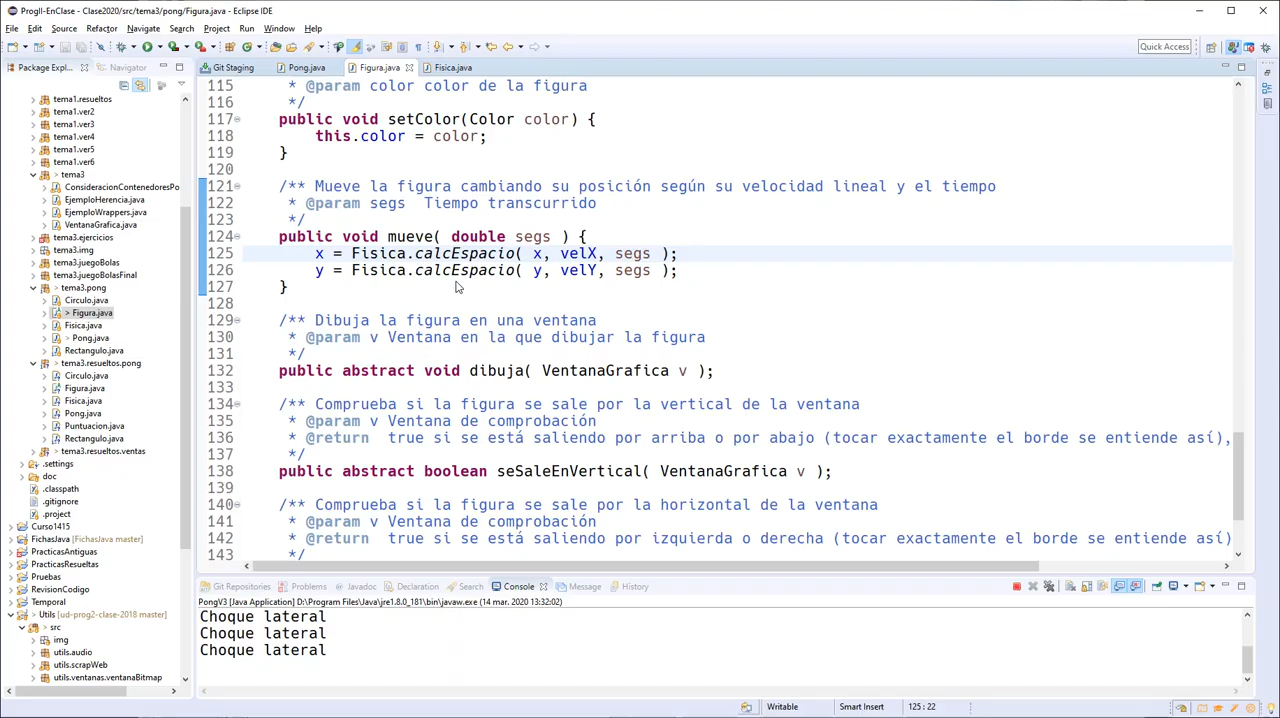 ProgII-EnClase - Clase2020/src/tema3/pong/Figura.java - Eclipse IDE
File Edit Source Refactor Navigate Search Project Run Window Help
Quick Access
Package Expl... Navigator
Git Staging Pong.java Figura.java Fisica.java
tema1.resueltos
tema1.ver2
tema1.ver3
tema1.ver4
tema1.ver5
tema1.ver6
tema3
ConsideracionContenedoresPo
EjemploHerencia.java
EjemploWrappers.java
VentanaGrafica.java
tema3.ejercicios
tema3.img
tema3.juegoBolas
tema3.juegoBolasFinal
tema3.pong
Circulo.java
> Figura.java
Fisica.java
> Pong.java
Rectangulo.java
tema3.resueltos.pong
Circulo.java
Figura.java
Fisica.java
Pong.java
Puntuacion.java
Rectangulo.java
tema3.resueltos.ventas
.settings
doc
.classpath
.gitignore
.project
Curso1415
FichasJava [FichasJava master]
PracticasAntiguas
PracticasResueltas
Pruebas
RevisionCodigo
Temporal
Utils [ud-prog2-clase-2018 master]
src
img
utils.audio
utils.scrapWeb
utils.ventanas.ventanaBitmap
115 * @param color color de la figura
116 */
117 public void setColor(Color color) {
118 this.color = color;
119 }
120
121 /** Mueve la figura cambiando su posición según su velocidad lineal y el tiempo
122 * @param segs Tiempo transcurrido
123 */
124 public void mueve( double segs ) {
125 x = Fisica.calcEspacio( x, velX, segs );
126 y = Fisica.calcEspacio( y, velY, segs );
127 }
128
129 /** Dibuja la figura en una ventana
130 * @param v Ventana en la que dibujar la figura
131 */
132 public abstract void dibuja( VentanaGrafica v );
133
134 /** Comprueba si la figura se sale por la vertical de la ventana
135 * @param v Ventana de comprobación
136 * @return true si se está saliendo por arriba o por abajo (tocar exactamente el borde se entiende así),
137 */
138 public abstract boolean seSaleEnVertical( VentanaGrafica v );
139
140 /** Comprueba si la figura se sale por la horizontal de la ventana
141 * @param v Ventana de comprobación
142 * @return true si se está saliendo por izquierda o derecha (tocar exactamente el borde se entiende así)
143 */
Git Repositories Problems Javadoc Declaration Search Console Message History
PongV3 [Java Application] D:\Program Files\Java\jre1.8.0_181\bin\javaw.exe (14 mar. 2020 13:32:02)
Choque lateral
Choque lateral
Choque lateral
Writable Smart Insert 125 : 22